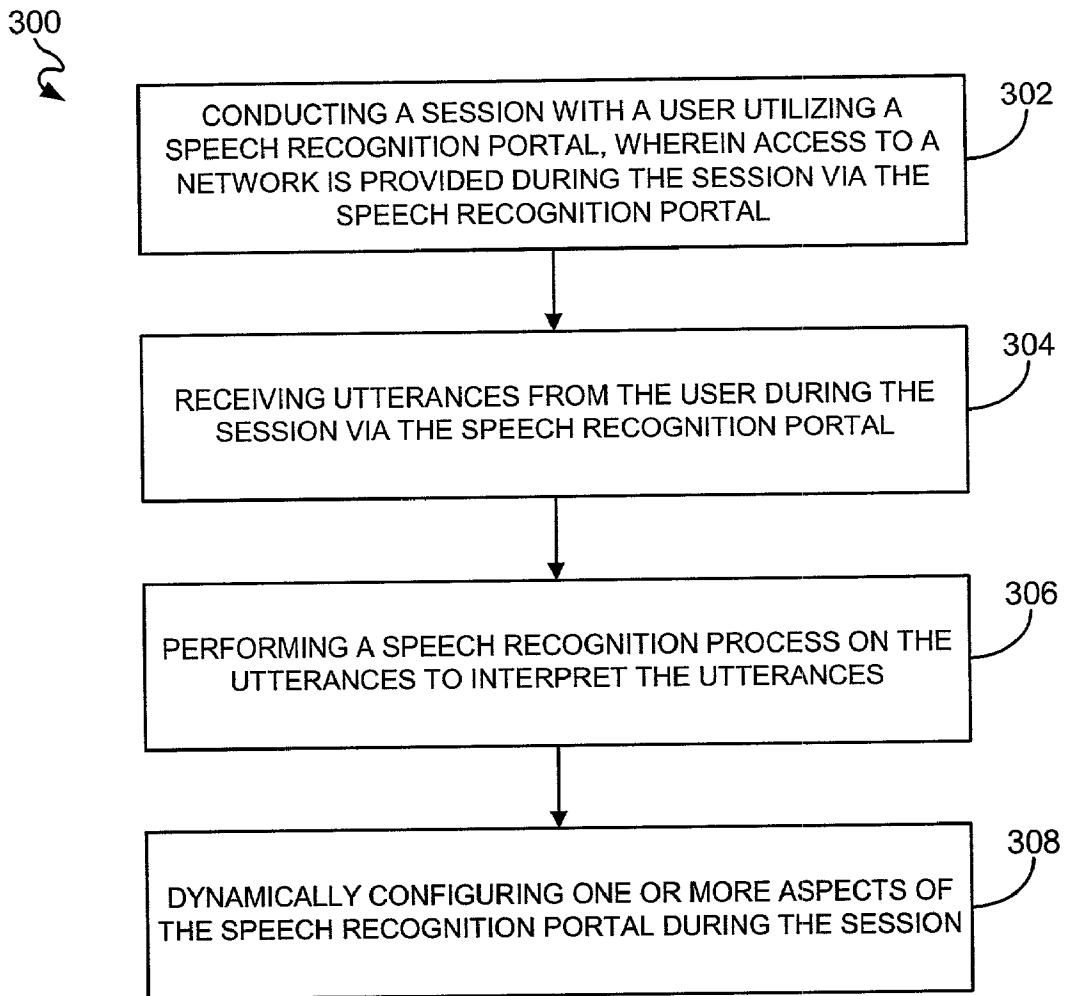 300
CONDUCTING A SESSION WITH A USER UTILIZING A
SPEECH RECOGNITION PORTAL, WHEREIN ACCESS TO A
NETWORK IS PROVIDED DURING THE SESSION VIA THE
SPEECH RECOGNITION PORTAL
302
RECEIVING UTTERANCES FROM THE USER DURING THE
SESSION VIA THE SPEECH RECOGNITION PORTAL
304
PERFORMING A SPEECH RECOGNITION PROCESS ON THE
UTTERANCES TO INTERPRET THE UTTERANCES
306
DYNAMICALLY CONFIGURING ONE OR MORE ASPECTS OF
THE SPEECH RECOGNITION PORTAL DURING THE SESSION
308